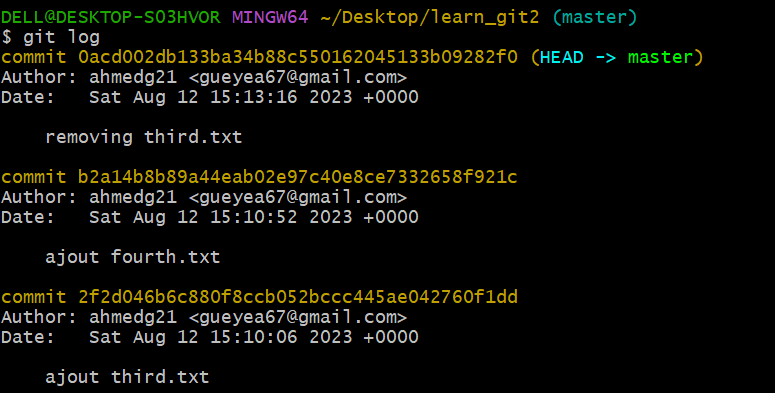 DELL@DESKTOP-S03HVOR MINGW64 ~/Desktop/learn_git2 (master)
$ git log
commit 0acd002db133ba34b88c550162045133b09282f0 (HEAD -> master)
Author: ahmedg21 <gueyea67@gmail.com>
Date:   Sat Aug 12 15:13:16 2023 +0000
    removing third.txt
commit b2a14b8b89a44eab02e97c40e8ce7332658f921c
Author: ahmedg21 <gueyea67@gmail.com>
Date:   Sat Aug 12 15:10:52 2023 +0000
    ajout fourth.txt
commit 2f2d046b6c880f8ccb052bccc445ae042760f1dd
Author: ahmedg21 <gueyea67@gmail.com>
Date:   Sat Aug 12 15:10:06 2023 +0000
    ajout third.txt